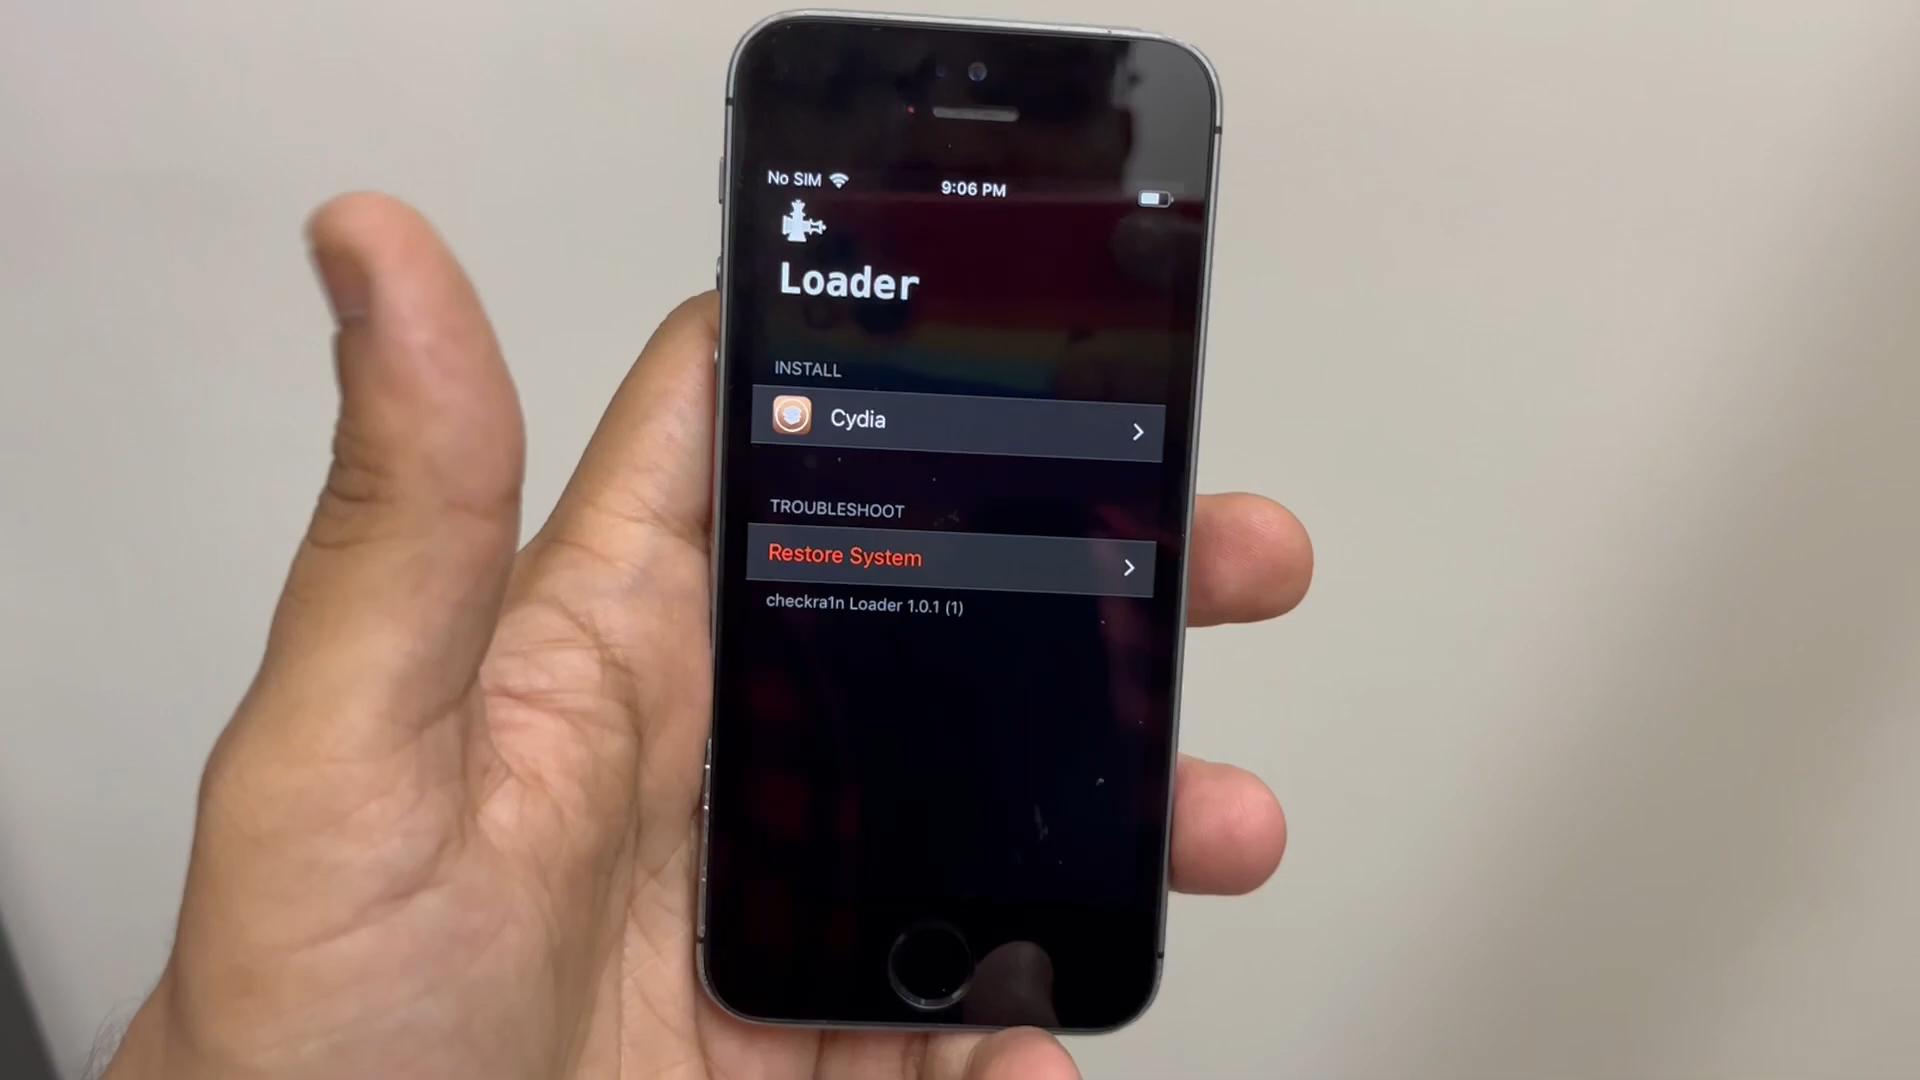 No SIM
9:06 PM
Loader
INSTALL
Cydia
TROUBLESHOOT
Restore System
checkra1n Loader 1.0.1 (1)